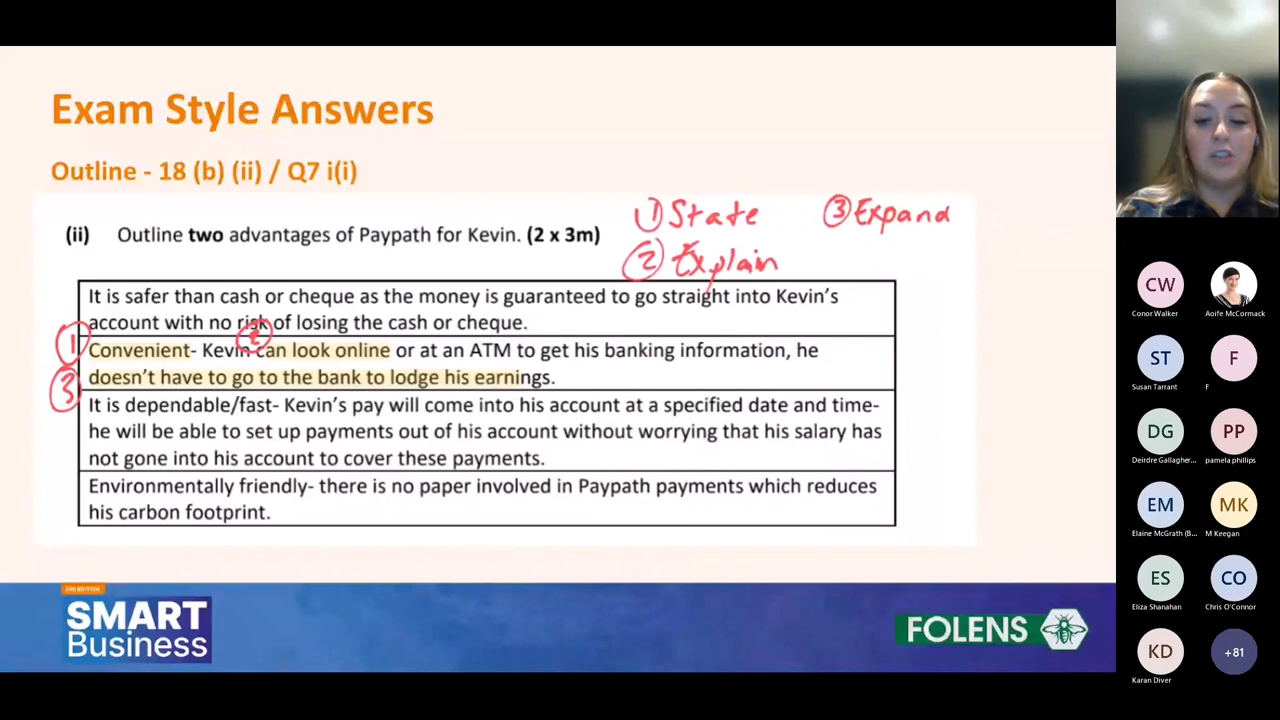 Exam Style Answers
Outline - 18 (b) (ii) / Q7 i(i)
① State ③ Expand
(ii) Outline two advantages of Paypath for Kevin. (2 x 3m)
② Explain
It is safer than cash or cheque as the money is guaranteed to go straight into Kevin's
account with no risk of losing the cash or cheque.
① ②
Convenient- Kevin can look online or at an ATM to get his banking information, he
③ doesn't have to go to the bank to lodge his earnings.
It is dependable/fast- Kevin's pay will come into his account at a specified date and time-
he will be able to set up payments out of his account without worrying that his salary has
not gone into his account to cover these payments.
Environmentally friendly- there is no paper involved in Paypath payments which reduces
his carbon footprint.
2ND EDITION
SMART
Business
FOLENS
CW
Conor Walker
Aoife McCormack
ST
Susan Tarrant
F
F
DG
Deirdre Gallagher...
PP
pamela phillips
EM
Elaine McGrath (B...
MK
M Keegan
ES
Eliza Shanahan
CO
Chris O'Connor
KD
Karan Diver
+81